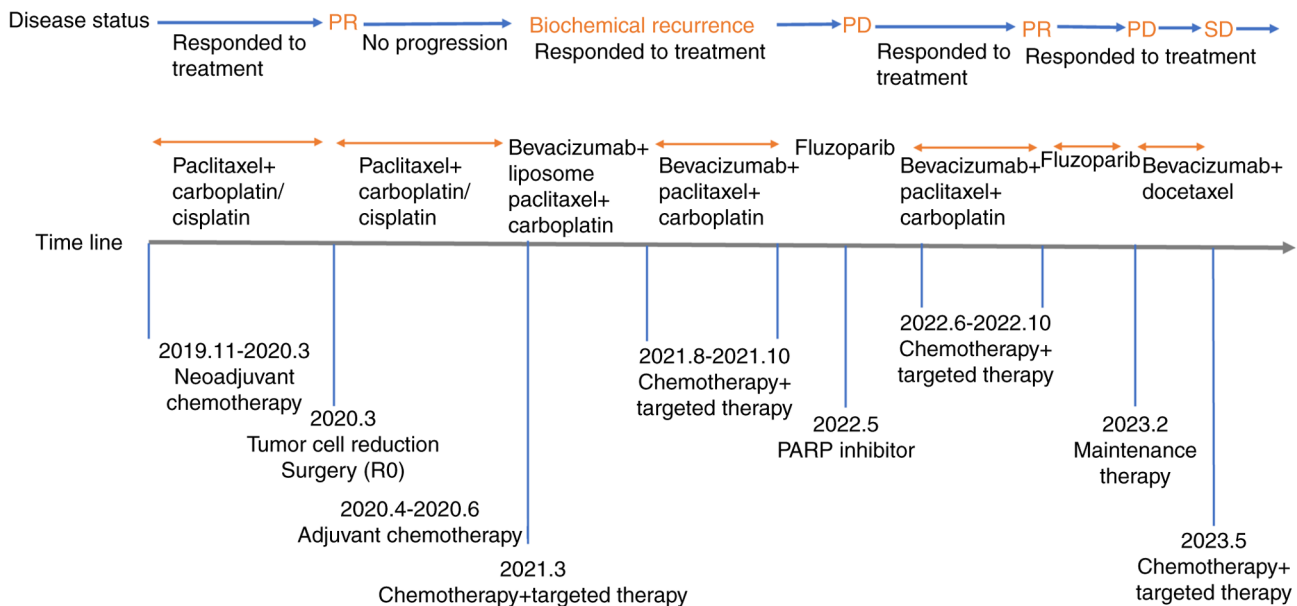 Disease status
PR
Biochemical recurrence
PD
PR
PD
SD
Responded to
treatment
No progression
Responded to treatment
Responded to
treatment
Responded to treatment
Paclitaxel+
carboplatin/
cisplatin
Paclitaxel+
carboplatin/
cisplatin
Bevacizumab+
liposome
paclitaxel+
carboplatin
Bevacizumab+
paclitaxel+
carboplatin
Fluzoparib
Bevacizumab+
paclitaxel+
carboplatin
Fluzoparib
Bevacizumab+
docetaxel
Time line
2019.11-2020.3
Neoadjuvant
chemotherapy
2020.3
Tumor cell reduction
Surgery (R0)
2020.4-2020.6
Adjuvant chemotherapy
2021.3
Chemotherapy+targeted therapy
2021.8-2021.10
Chemotherapy+
targeted therapy
2022.5
PARP inhibitor
2022.6-2022.10
Chemotherapy+
targeted therapy
2023.2
Maintenance
therapy
2023.5
Chemotherapy+
targeted therapy